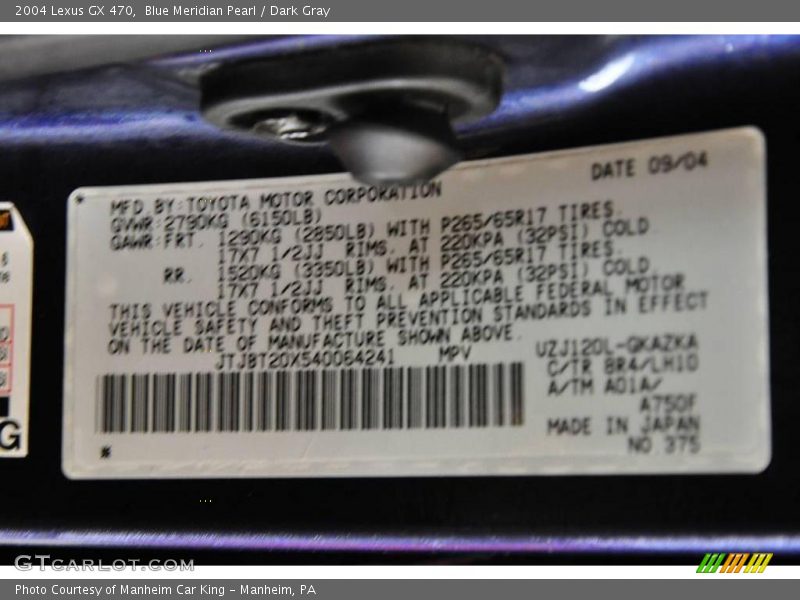 2004 Lexus GX 470, Blue Meridian Pearl / Dark Gray
DATE 09/04
MFD BY: TOYOTA MOTOR CORPORATION
GVWR: 2790KG (6150LB)
GAWR: FRT. 1290KG (2850LB) WITH P265/65R17 TIRES.
17X7 1/2JJ RIMS. AT 220KPA (32PSI) COLD
RR. 1520KG (3350LB) WITH P265/65R17 TIRES.
17X7 1/2JJ RIMS. AT 220KPA (32PSI) COLD
THIS VEHICLE CONFORMS TO ALL APPLICABLE FEDERAL MOTOR
VEHICLE SAFETY AND THEFT PREVENTION STANDARDS IN EFFECT
ON THE DATE OF MANUFACTURE SHOWN ABOVE.
JTJBT20X540064241 MPV
UZJ120L-GKAZKA
C/TR 8R4/LH10
A/TM A01A/
A750F
MADE IN JAPAN
NO.375
G
GTCARLOT.COM
Photo Courtesy of Manheim Car King - Manheim, PA